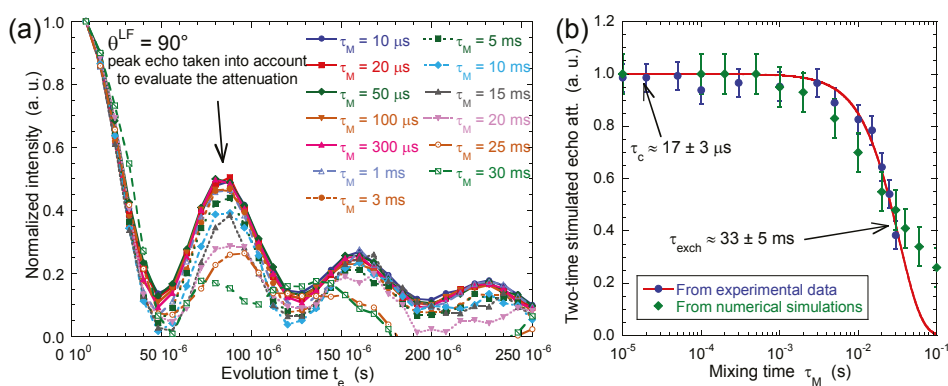 (a)
Normalized intensity (a. u.)
1.0
0.8
0.6
0.4
0.2
0.0
θ^LF = 90°
peak echo taken into account
to evaluate the attenuation
τ_M = 10 µs
τ_M = 20 µs
τ_M = 50 µs
τ_M = 100 µs
τ_M = 300 µs
τ_M = 1 ms
τ_M = 3 ms
τ_M = 5 ms
τ_M = 10 ms
τ_M = 15 ms
τ_M = 20 ms
τ_M = 25 ms
τ_M = 30 ms
0 10^0 50 10^-6 100 10^-6 150 10^-6 200 10^-6 250 10^-6
Evolution time t_e (s)
(b)
Two-time stimulated echo att. (a. u.)
1.2
1.0
0.8
0.6
0.4
0.2
0.0
τ_c ≈ 17 ± 3 µs
τ_exch ≈ 33 ± 5 ms
From experimental data
From numerical simulations
10^-5 10^-4 10^-3 10^-2 10^-1
Mixing time τ_M (s)